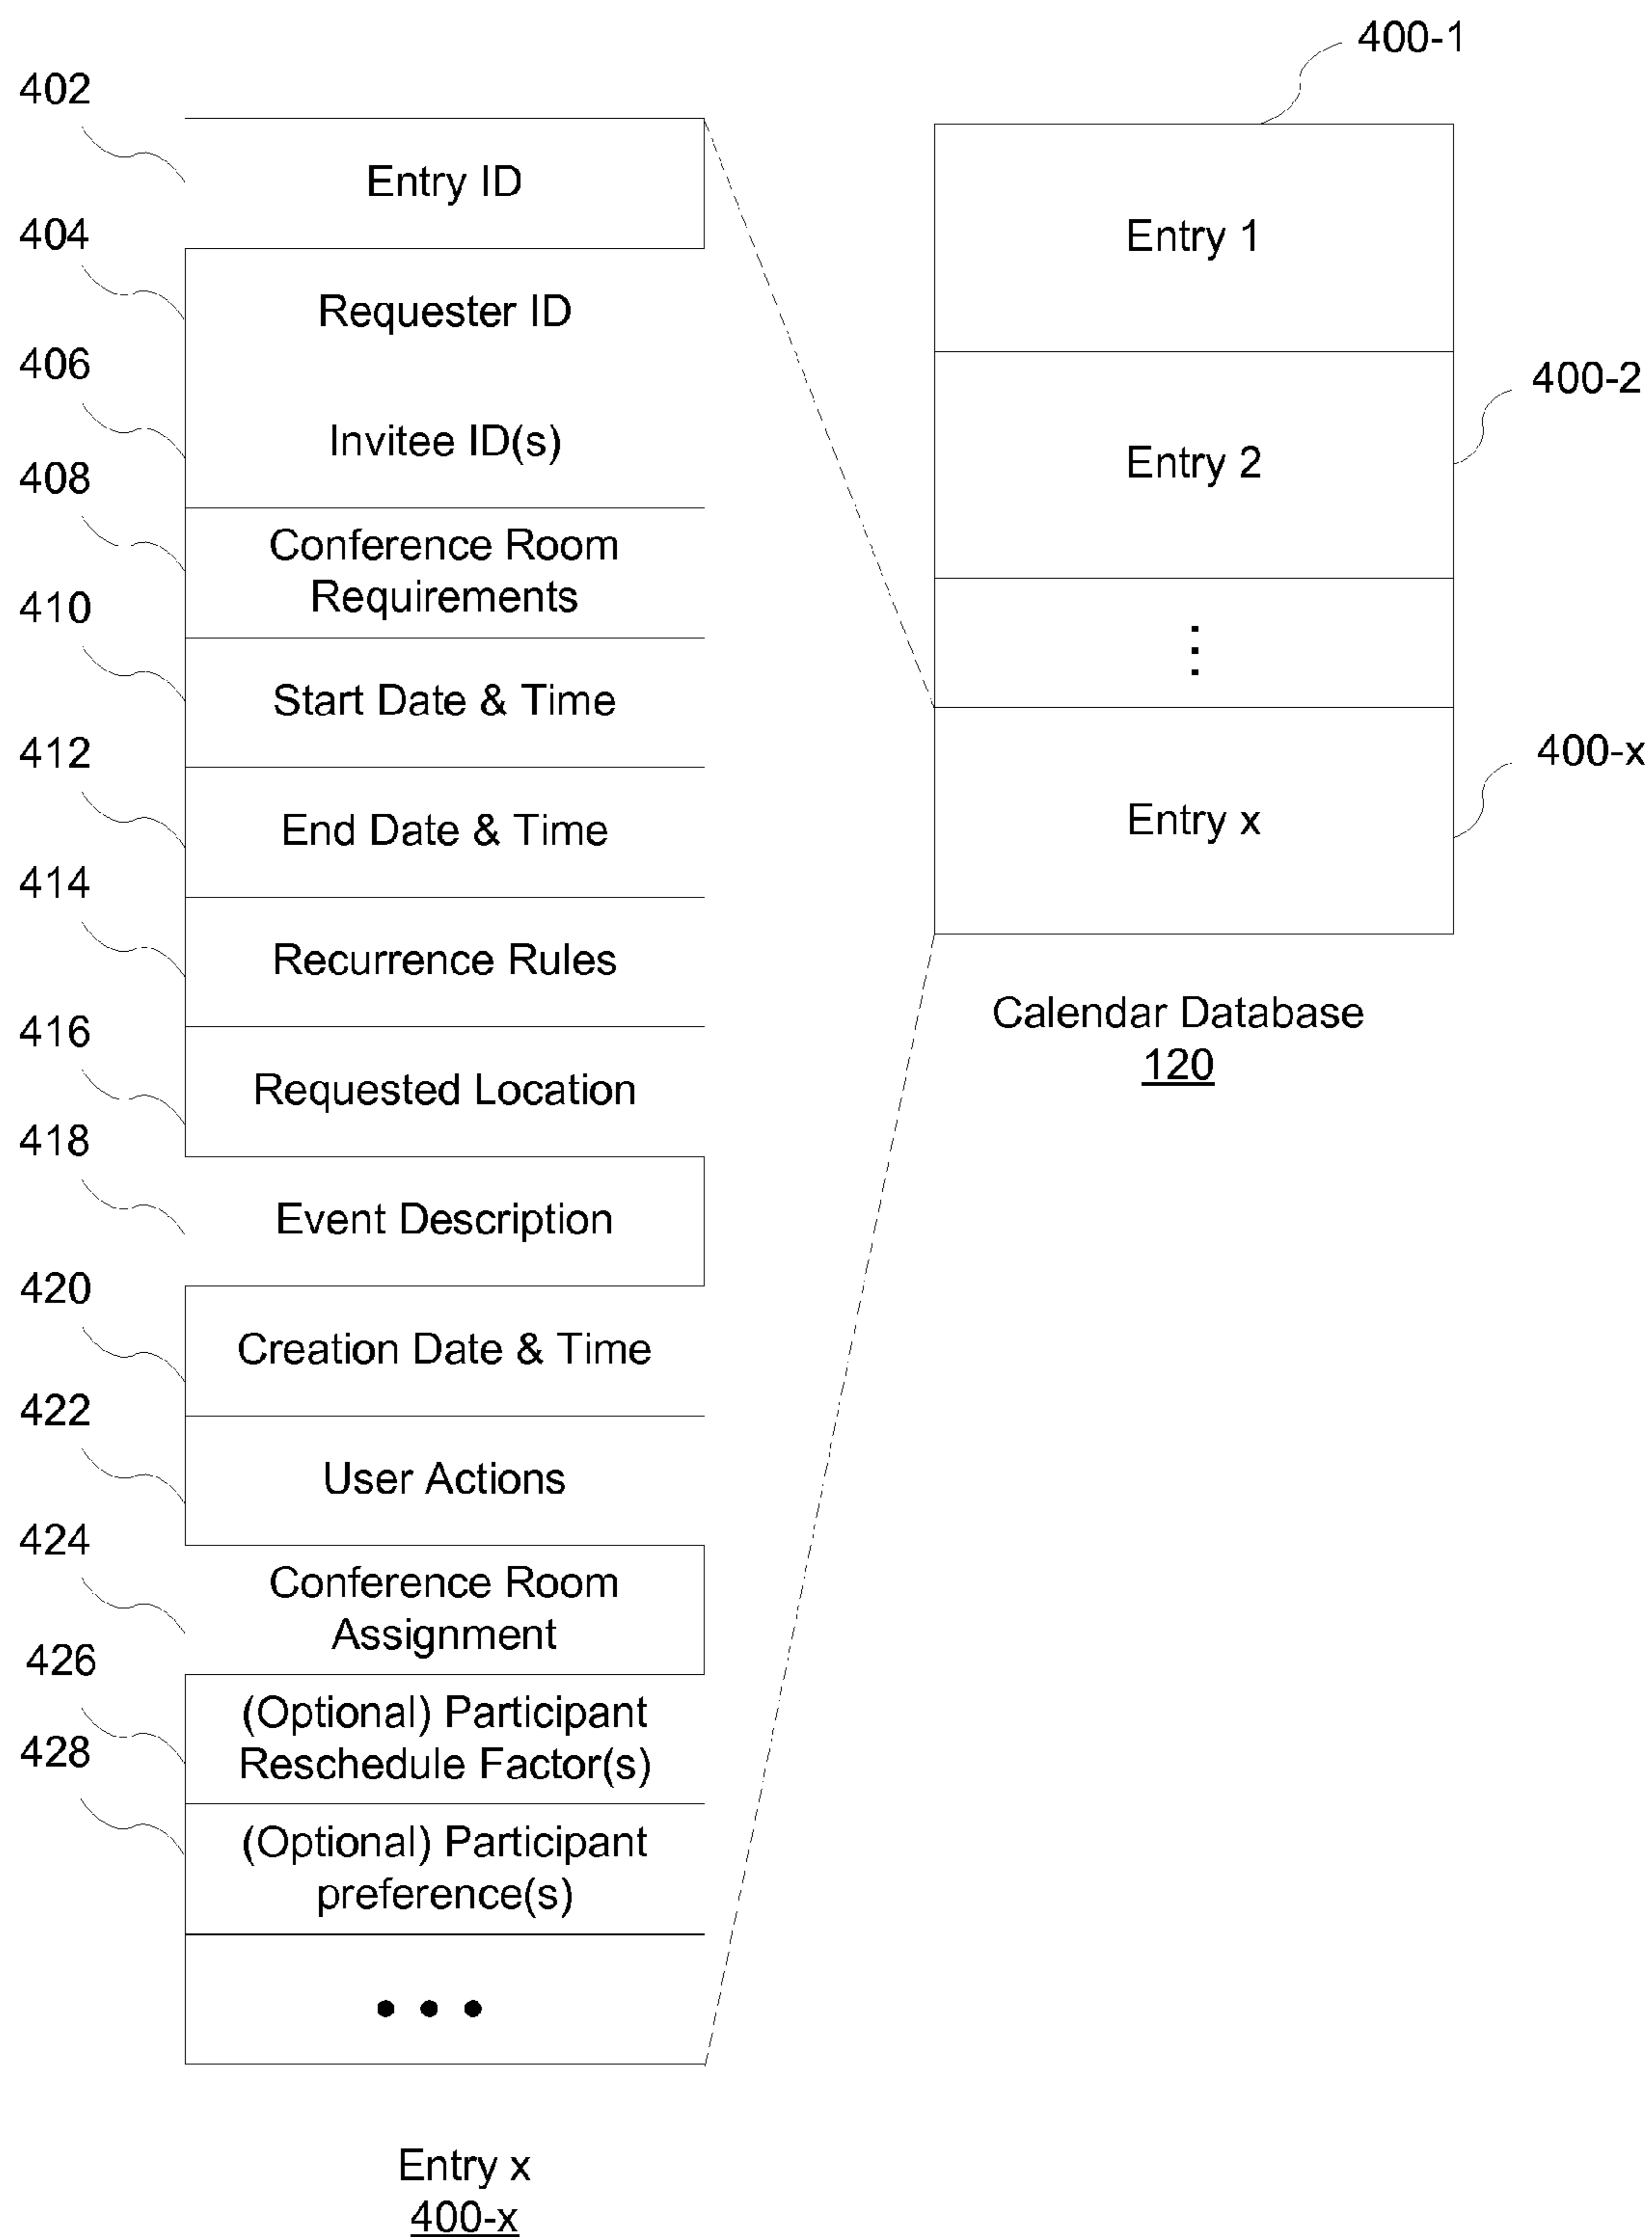 402
Entry ID
404
Requester ID
406
Invitee ID(s)
408
Conference Room
Requirements
410
Start Date & Time
412
End Date & Time
414
Recurrence Rules
416
Requested Location
418
Event Description
420
Creation Date & Time
422
User Actions
424
Conference Room
Assignment
426
(Optional) Participant
Reschedule Factor(s)
428
(Optional) Participant
preference(s)
• • •
Entry x
400-x
400-1
Entry 1
400-2
Entry 2
⋮
400-x
Entry x
Calendar Database
120